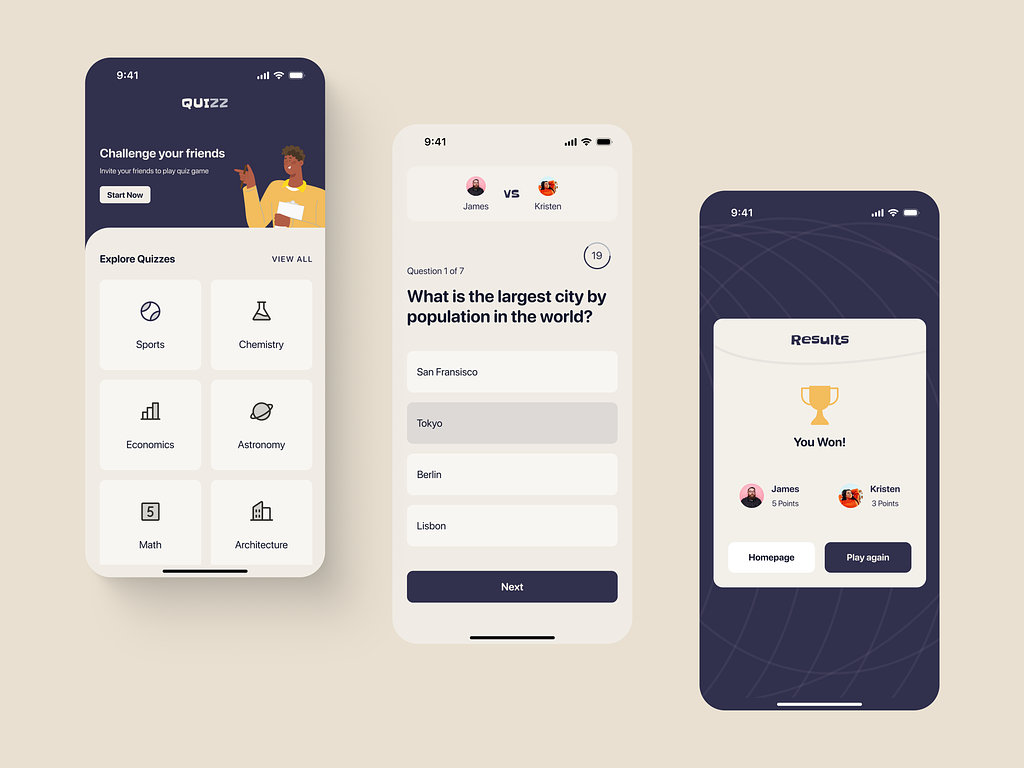 9:41
QUIZZ
Challenge your friends
Invite your friends to play quiz game
Start Now
Explore Quizzes
VIEW ALL
Sports
Chemistry
Economics
Astronomy
5
Math
Architecture
9:41
James
VS
Kristen
19
Question 1 of 7
What is the largest city by
population in the world?
San Fransisco
Tokyo
Berlin
Lisbon
Next
9:41
Results
You Won!
James
5 Points
Kristen
3 Points
Homepage
Play again